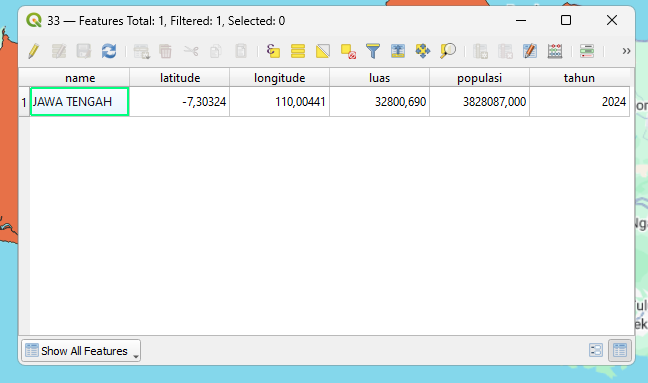 33 — Features Total: 1, Filtered: 1, Selected: 0
name latitude longitude luas populasi tahun
1 JAWA TENGAH -7,30324 110,00441 32800,690 3828087,000 2024
Show All Features